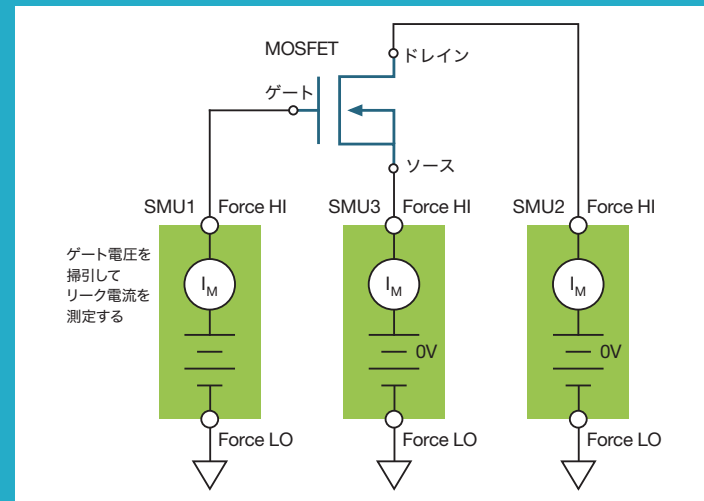 MOSFET
ドレイン
ゲート
ソース
SMU1 Force HI
SMU3 Force HI
SMU2 Force HI
ゲート電圧を
掃引して
リーク電流を
測定する
IM
IM
IM
0V
0V
Force LO
Force LO
Force LO